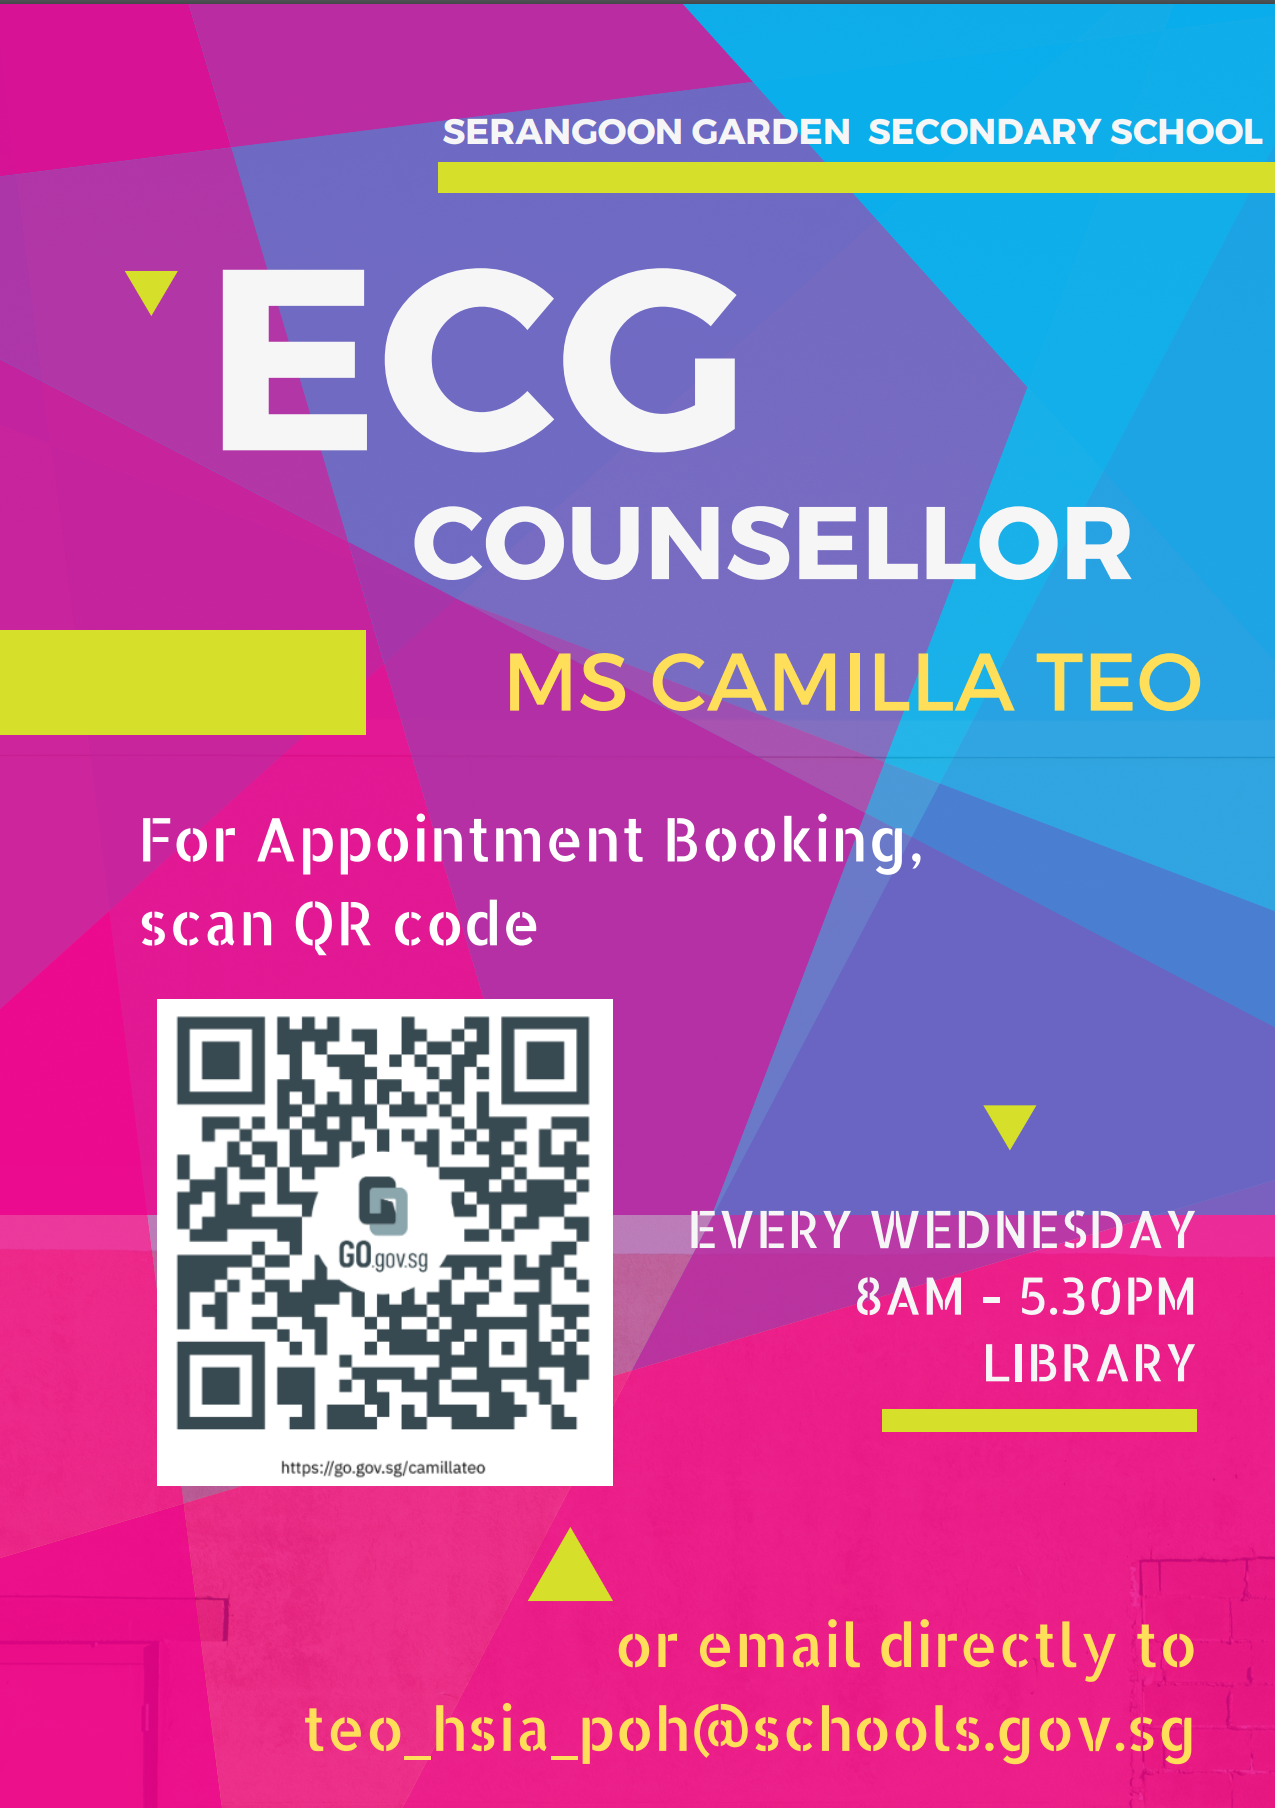 SERANGOON GARDEN SECONDARY SCHOOL
ECG
COUNSELLOR
MS CAMILLA TEO
For Appointment Booking,
scan QR code
GO.gov.sg
https://go.gov.sg/camillateo
EVERY WEDNESDAY
8AM - 5.30PM
LIBRARY
or email directly to
teo_hsia_poh@schools.gov.sg